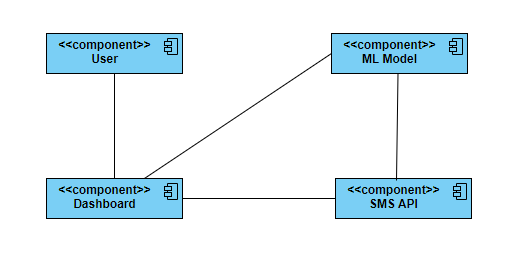 <<component>>
User
<<component>>
ML Model
<<component>>
Dashboard
<<component>>
SMS API